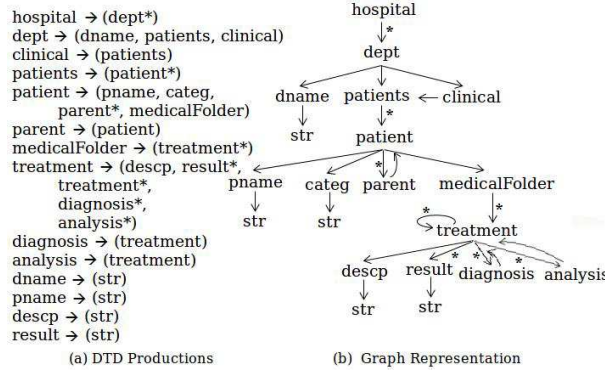 hospital → (dept*)
dept → (dname, patients, clinical)
clinical → (patients)
patients → (patient*)
patient → (pname, categ,
parent*, medicalFolder)
parent → (patient)
medicalFolder → (treatment*)
treatment → (descp, result*,
treatment*,
diagnosis*,
analysis*)
diagnosis → (treatment)
analysis → (treatment)
dname → (str)
pname → (str)
descp → (str)
result → (str)
(a) DTD Productions
hospital
*
dept
dname patients clinical
*
str
patient
*
pname categ parent medicalFolder
*
str str
*
treatment
* * *
descp result diagnosis analysis
str str
(b) Graph Representation